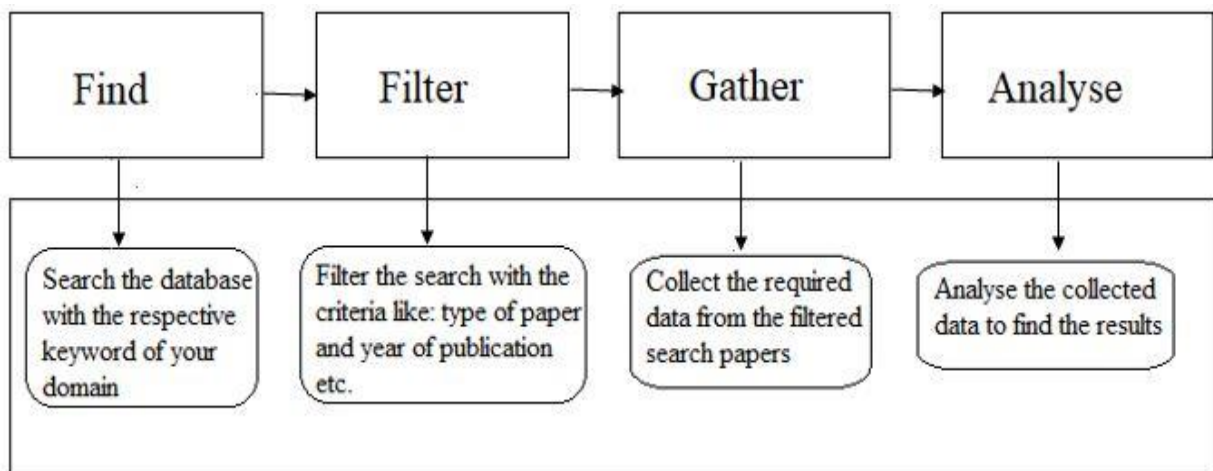 Find
Filter
Gather
Analyse
Search the database
with the respective
keyword of your
domain
Filter the search with the
criteria like: type of paper
and year of publication
etc.
Collect the required
data from the filtered
search papers
Analyse the collected
data to find the results